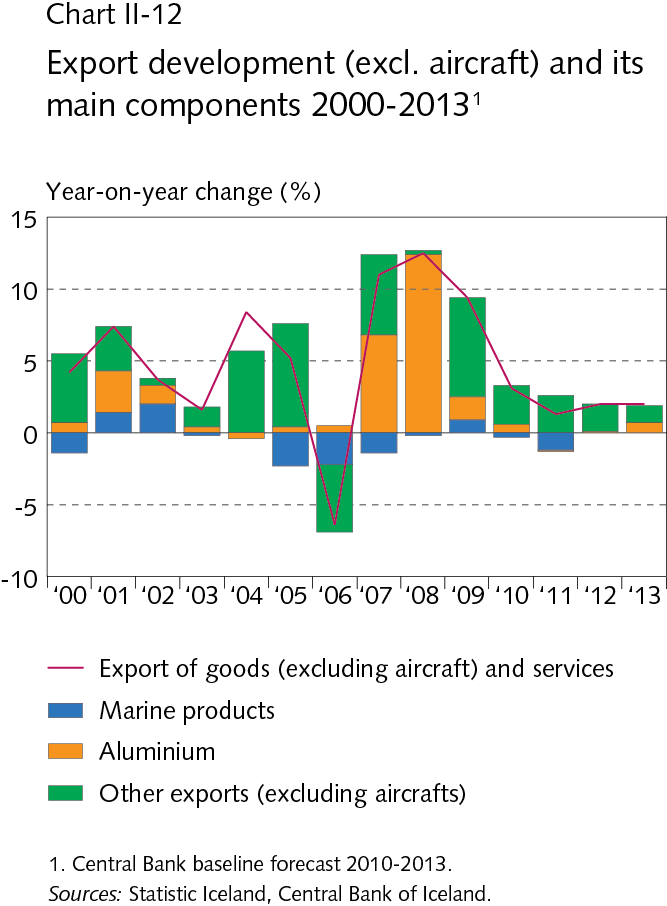 Chart II-12
Export development (excl. aircraft) and its
main components 2000-2013¹
Year-on-year change (%)
15
10
5
0
-5
-10
‘00 ‘01 ‘02 ‘03 ‘04 ‘05 ‘06 ‘07 ‘08 ‘09 ‘10 ‘11 ‘12 ‘13
Export of goods (excluding aircraft) and services
Marine products
Aluminium
Other exports (excluding aircrafts)
1. Central Bank baseline forecast 2010-2013.
Sources: Statistic Iceland, Central Bank of Iceland.